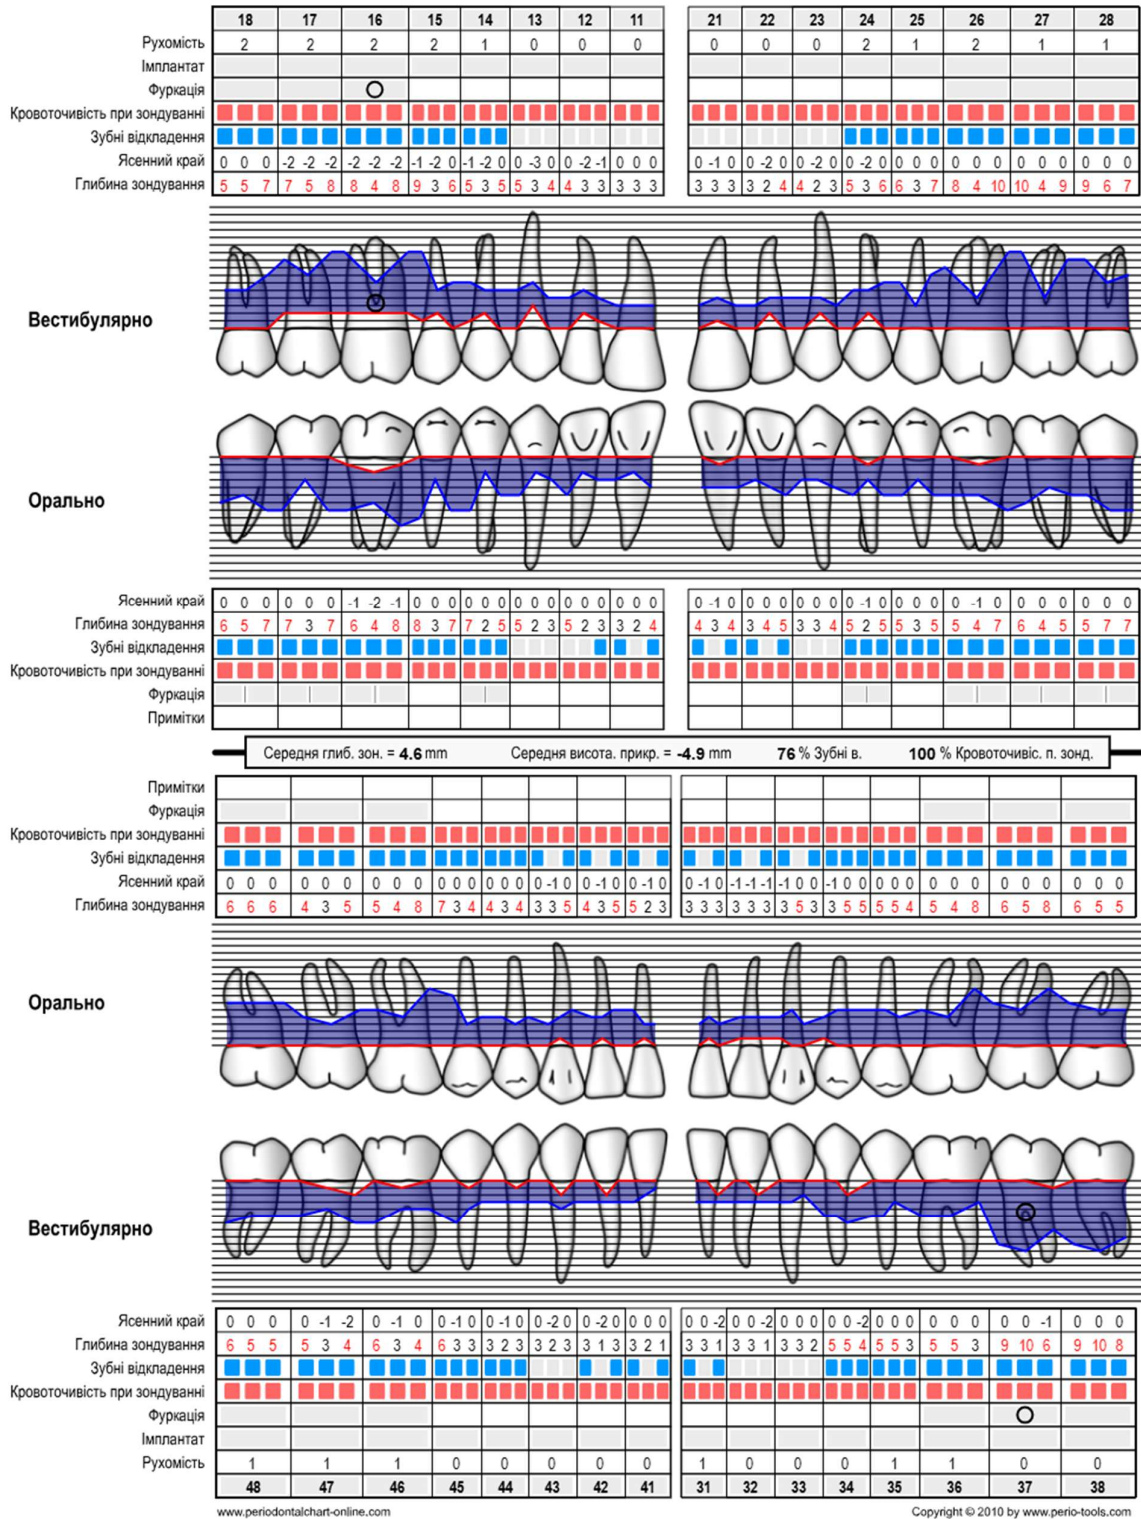 18 17 16 15 14 13 12 11 21 22 23 24 25 26 27 28
Рухомість 2 2 2 2 1 0 0 0 0 0 0 2 1 2 1 1
Імплантат
Фуркація
Кровоточивість при зондуванні
Зубні відкладення
Ясенний край 0 0 0 -2 -2 -2 -2 -2 -2 -1 -2 0 -1 -2 0 0 -3 0 0 -2 -1 0 0 0 0 -1 0 0 -2 0 0 -2 0 0 -2 0 0 0 0 0 0 0 0 0 0 0 0 0
Глибина зондування 5 5 7 7 5 8 8 4 8 9 3 6 5 3 5 5 3 4 4 3 3 3 3 3 3 3 3 3 2 4 4 2 3 5 3 6 6 3 7 8 4 10 10 4 9 9 6 7
Вестибулярно
Орально
Ясенний край 0 0 0 0 0 0 -1 -2 -1 0 0 0 0 0 0 0 0 0 0 0 0 0 0 0 0 -1 0 0 0 0 0 0 0 0 -1 0 0 0 0 0 -1 0 0 0 0 0 0 0
Глибина зондування 6 5 7 7 3 7 6 4 8 8 3 7 7 2 5 5 2 3 5 2 3 3 2 4 4 3 4 3 4 5 3 3 4 5 2 5 5 3 5 5 4 7 6 4 5 5 7 7
Зубні відкладення
Кровоточивість при зондуванні
Фуркація
Примітки
Середня глиб. зон. = 4.6 mm Середня висота. прикр. = -4.9 mm 76 % Зубні в. 100 % Кровоточивіс. п. зонд.
Примітки
Фуркація
Кровоточивість при зондуванні
Зубні відкладення
Ясенний край 0 0 0 0 0 0 0 0 0 0 0 0 0 0 0 0 -1 0 0 -1 0 0 -1 0 0 -1 0 -1 -1 -1 -1 0 0 -1 0 0 0 0 0 0 0 0 0 0 0 0 0 0
Глибина зондування 6 6 6 4 3 5 5 4 8 7 3 4 4 3 4 3 3 5 4 3 5 5 2 3 3 3 3 3 3 3 3 5 3 3 5 5 5 5 4 5 4 8 6 5 8 6 5 5
Орально
Вестибулярно
Ясенний край 0 0 0 0 -1 -2 0 -1 0 0 -1 0 0 -1 0 0 -2 0 0 -2 0 0 0 0 0 0 -2 0 0 -2 0 0 0 0 0 -2 0 0 0 0 0 0 0 0 -1 0 0 0
Глибина зондування 6 5 5 5 3 4 6 3 4 6 3 3 3 2 3 3 2 3 3 1 3 3 2 1 3 3 1 3 3 1 3 3 2 5 5 4 5 5 3 5 5 3 9 10 6 9 10 8
Зубні відкладення
Кровоточивість при зондуванні
Фуркація
Імплантат
Рухомість 1 1 1 0 0 0 0 0 1 0 0 0 1 1 0 0
48 47 46 45 44 43 42 41 31 32 33 34 35 36 37 38
www.periodontalchart-online.com Copyright © 2010 by www.perio-tools.com